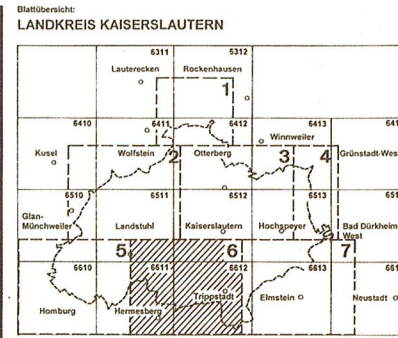 Blattübersicht:
LANDKREIS KAISERSLAUTERN
6311 6312
Lauterecken Rockenhausen
1
6410 6411 6412 6413 641
Winnweiler
Kusel Wolfstein 2 Otterberg 3 4 Grünstadt-West
6510 6511 6512 6513 651
Glan-
Münchweiler Landstuhl Kaiserslautern Hochspeyer Bad Dürkheim-
West
5 6 7
6610 6611 6612 6613 661
Homburg Hermesberg Trippstadt Elmstein Neustadt